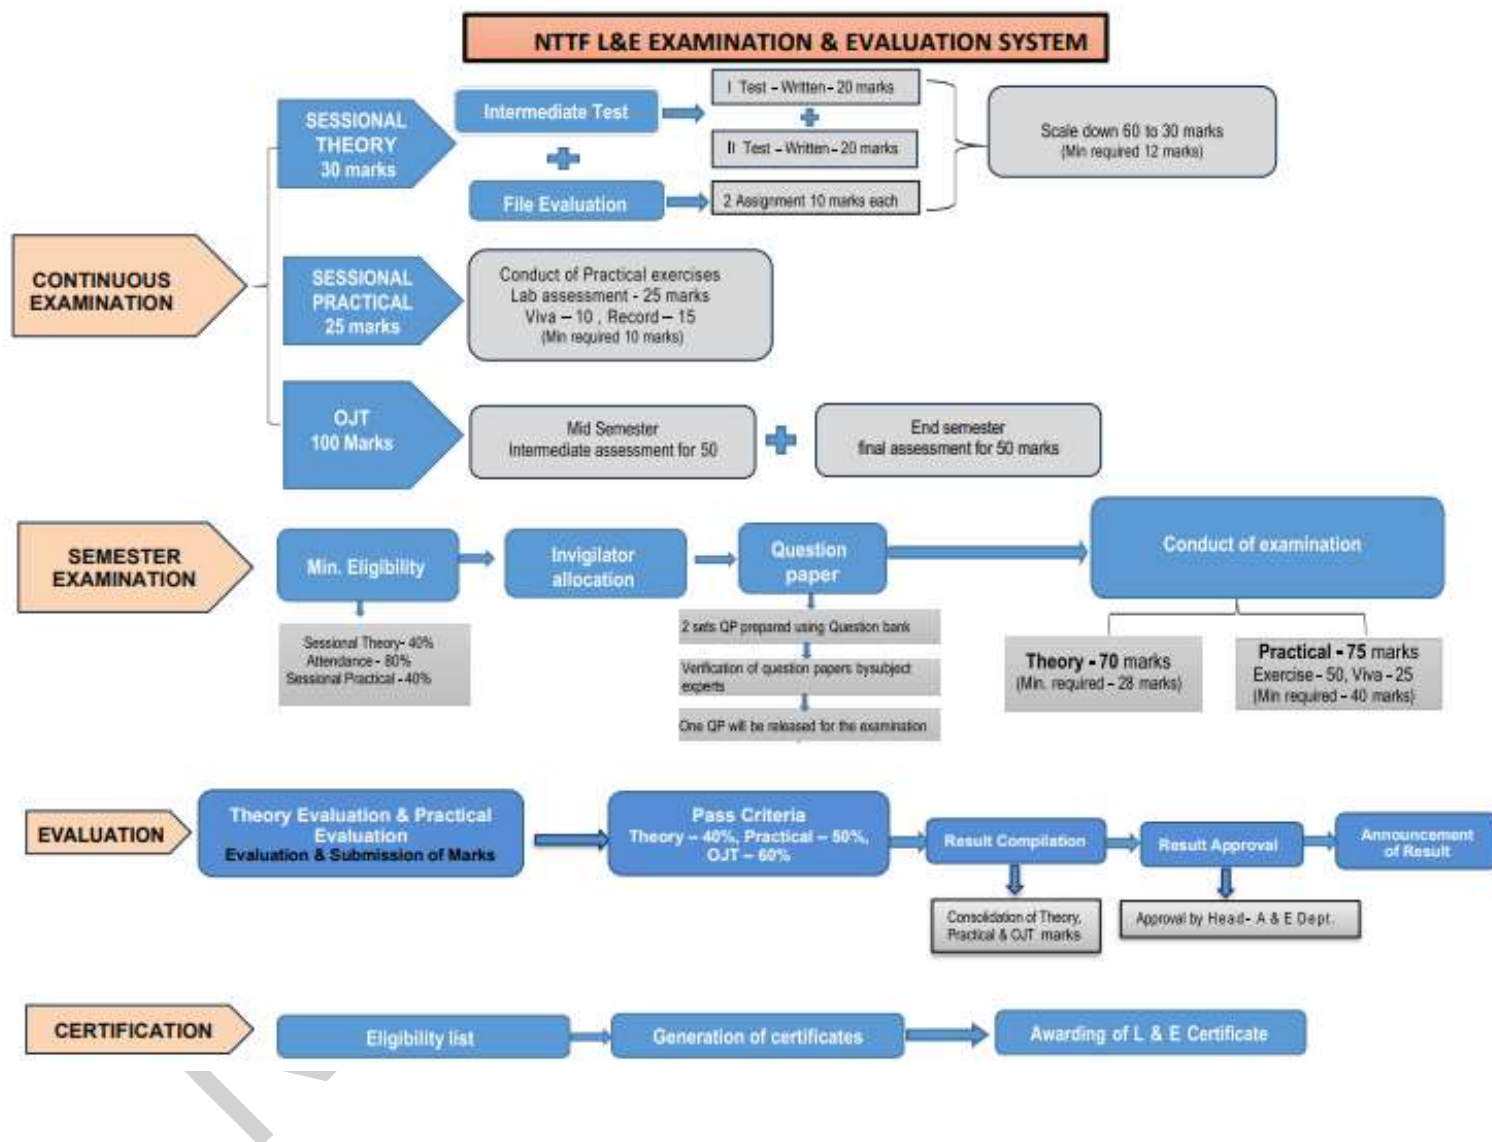 NTTF L&E EXAMINATION & EVALUATION SYSTEM
CONTINUOUS
EXAMINATION
SESSIONAL
THEORY
30 marks
Intermediate Test
File Evaluation
I Test – Written – 20 marks
II Test – Written – 20 marks
2 Assignment 10 marks each
Scale down 60 to 30 marks
(Min required 12 marks)
SESSIONAL
PRACTICAL
25 marks
Conduct of Practical exercises
Lab assessment - 25 marks
Viva – 10 , Record – 15
(Min required 10 marks)
OJT
100 Marks
Mid Semester
Intermediate assessment for 50
End semester
final assessment for 50 marks
SEMESTER
EXAMINATION
Min. Eligibility
Sessional Theory- 40%
Attendance - 80%
Sessional Practical - 40%
Invigilator
allocation
Question
paper
2 sets QP prepared using Question bank
Verification of question papers bysubject
experts
One QP will be released for the examination
Conduct of examination
Theory - 70 marks
(Min. required – 28 marks)
Practical - 75 marks
Exercise – 50, Viva - 25
(Min required – 40 marks)
EVALUATION
Theory Evaluation & Practical
Evaluation
Evaluation & Submission of Marks
Pass Criteria
Theory – 40%, Practical – 50%,
OJT – 60%
Result Compilation
Consolidation of Theory,
Practical & OJT marks
Result Approval
Approval by Head- A & E Dept.
Announcement
of Result
CERTIFICATION
Eligibility list
Generation of certificates
Awarding of L & E Certificate